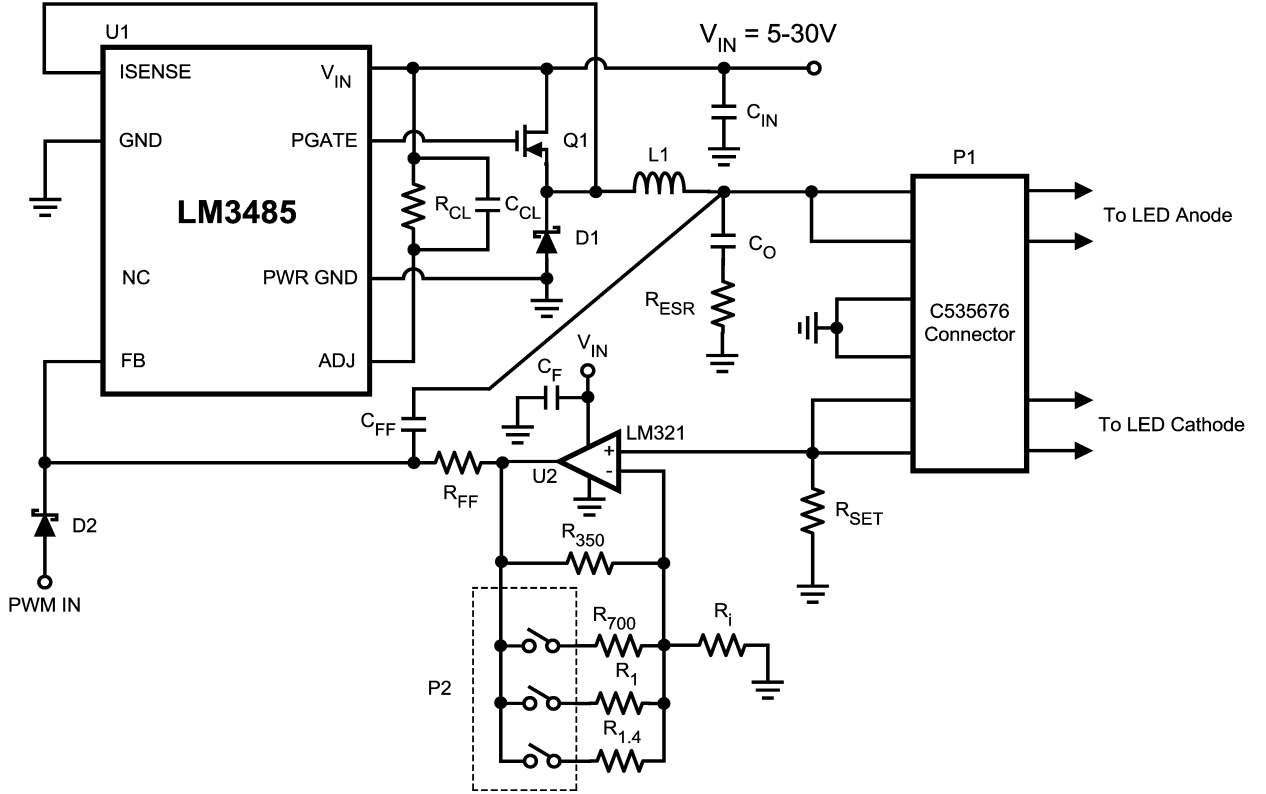 U1
V_IN = 5-30V
ISENSE
V_IN
C_IN
GND
PGATE
Q1
L1
P1
LM3485
R_CL
C_CL
To LED Anode
D1
C_O
NC
PWR GND
R_ESR
C535676
Connector
FB
ADJ
V_IN
C_F
C_FF
To LED Cathode
LM321
+
-
U2
R_FF
R_SET
D2
R_350
PWM IN
R_700
R_i
R_1
P2
R_1.4